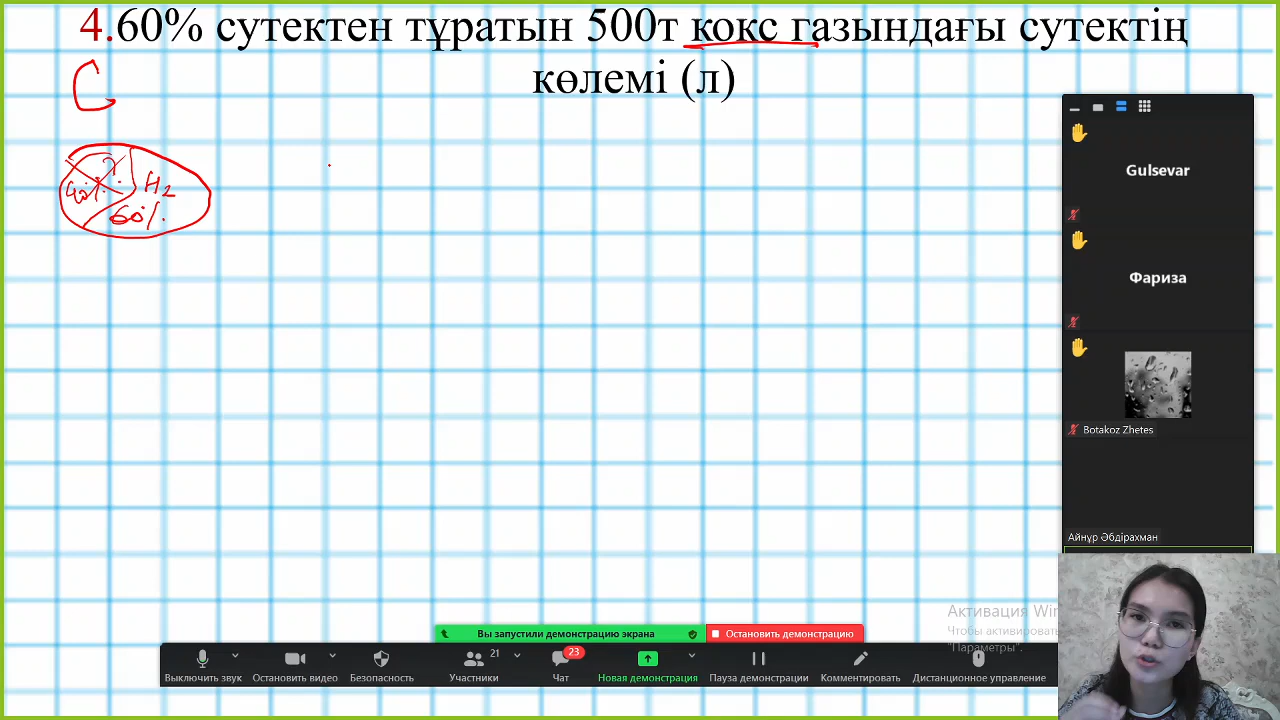 4.60% сутектен тұратын 500т кокс газындағы сутектің
көлемі (л)
C
?
40%
H2
60%
Gulsevar
Фариза
Botakoz Zhetes
Айнұр Әбдірахман
Активация Win
Чтобы активировать
"Параметры".
Вы запустили демонстрацию экрана
Остановить демонстрацию
21
23
Выключить звук
Остановить видео
Безопасность
Участники
Чат
Новая демонстрация
Пауза демонстрации
Комментировать
Дистанционное управление